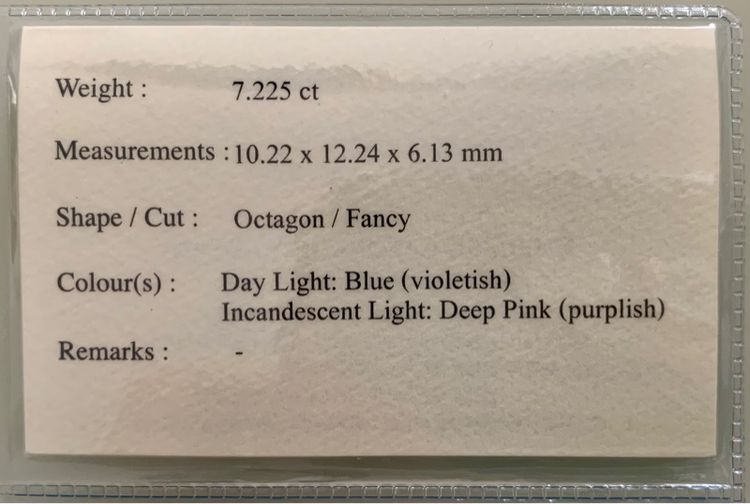 Weight : 7.225 ct
Measurements : 10.22 x 12.24 x 6.13 mm
Shape / Cut : Octagon / Fancy
Colour(s) : Day Light: Blue (violetish)
Incandescent Light: Deep Pink (purplish)
Remarks : -